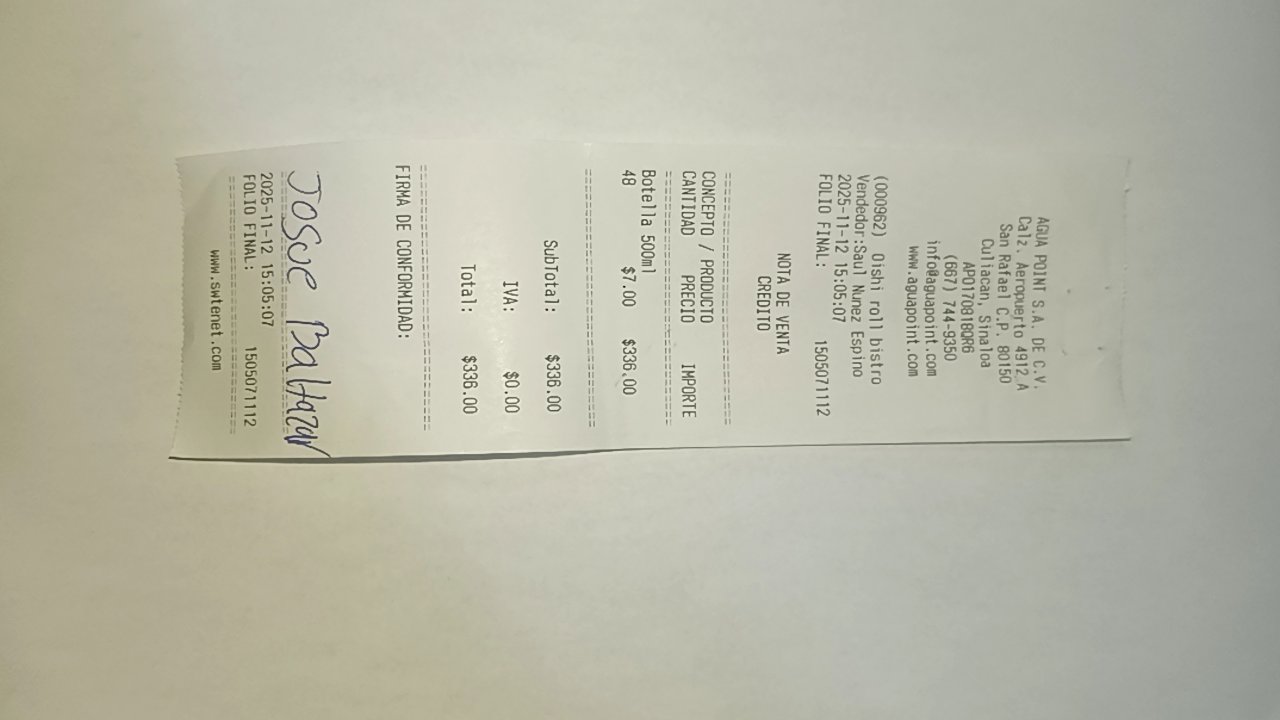 AGUA POINT S.A. DE C.V.
Calz. Aeropuerto 4912 A
San Rafael C.P. 80150
Culiacan, Sinaloa
APO170818QR6
(667) 744-9350
info@aguapoint.com
www.aguapoint.com
(000962) Oishi roll bistro
Vendedor:Saul Nunez Espino
2025-11-12 15:05:07
FOLIO FINAL: 1505071112
NOTA DE VENTA
CREDITO
==========================
CONCEPTO / PRODUCTO
CANTIDAD PRECIO IMPORTE
==========================
Botella 500ml
48 $7.00 $336.00
==========================
SubTotal: $336.00
IVA: $0.00
Total: $336.00
==========================
FIRMA DE CONFORMIDAD:
Josue Baltazar
==========================
2025-11-12 15:05:07
FOLIO FINAL: 1505071112
==========================
www.swtenet.com